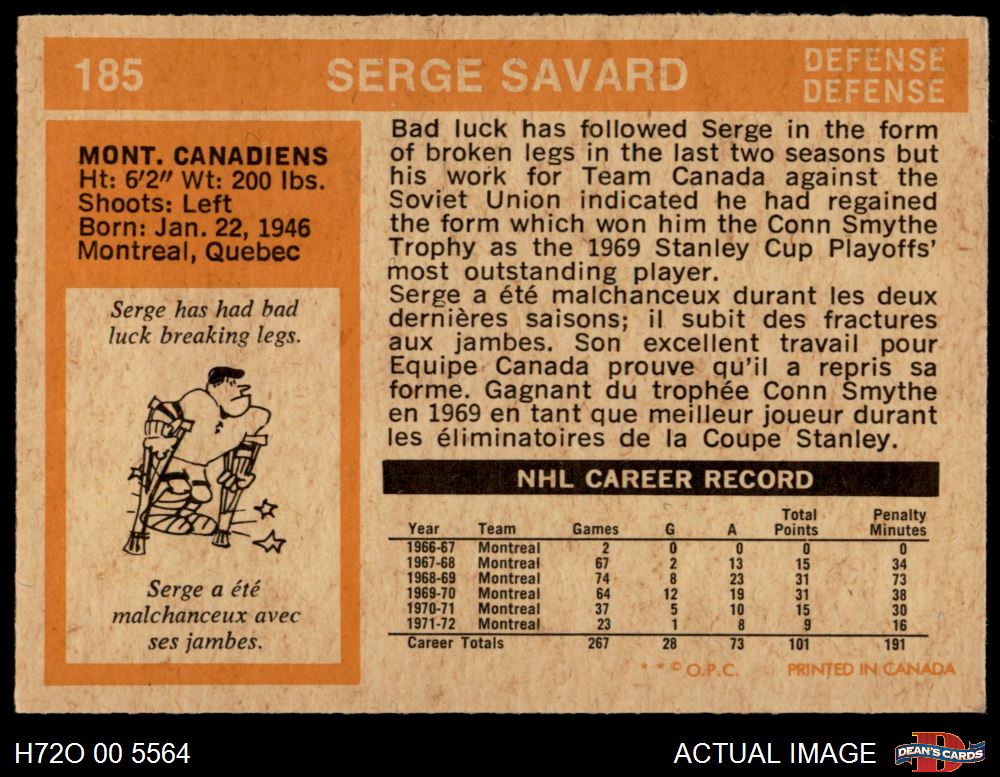 185 SERGE SAVARD DEFENSE
DEFENSE
MONT. CANADIENS
Ht: 6'2" Wt: 200 lbs.
Shoots: Left
Born: Jan. 22, 1946
Montreal, Quebec
Serge has had bad
luck breaking legs.
Serge a été
malchanceux avec
ses jambes.
Bad luck has followed Serge in the form
of broken legs in the last two seasons but
his work for Team Canada against the
Soviet Union indicated he had regained
the form which won him the Conn Smythe
Trophy as the 1969 Stanley Cup Playoffs'
most outstanding player.
Serge a été malchanceux durant les deux
dernières saisons; il subit des fractures
aux jambes. Son excellent travail pour
Equipe Canada prouve qu'il a repris sa
forme. Gagnant du trophée Conn Smythe
en 1969 en tant que meilleur joueur durant
les éliminatoires de la Coupe Stanley.
NHL CAREER RECORD
Total Penalty
Year Team Games G A Points Minutes
1966-67 Montreal 2 0 0 0 0
1967-68 Montreal 67 2 13 15 34
1968-69 Montreal 74 8 23 31 73
1969-70 Montreal 64 12 19 31 38
1970-71 Montreal 37 5 10 15 30
1971-72 Montreal 23 1 8 9 16
Career Totals 267 28 73 101 191
* * © O.P.C. PRINTED IN CANADA
H72O 00 5564 ACTUAL IMAGE DEAN'S CARDS